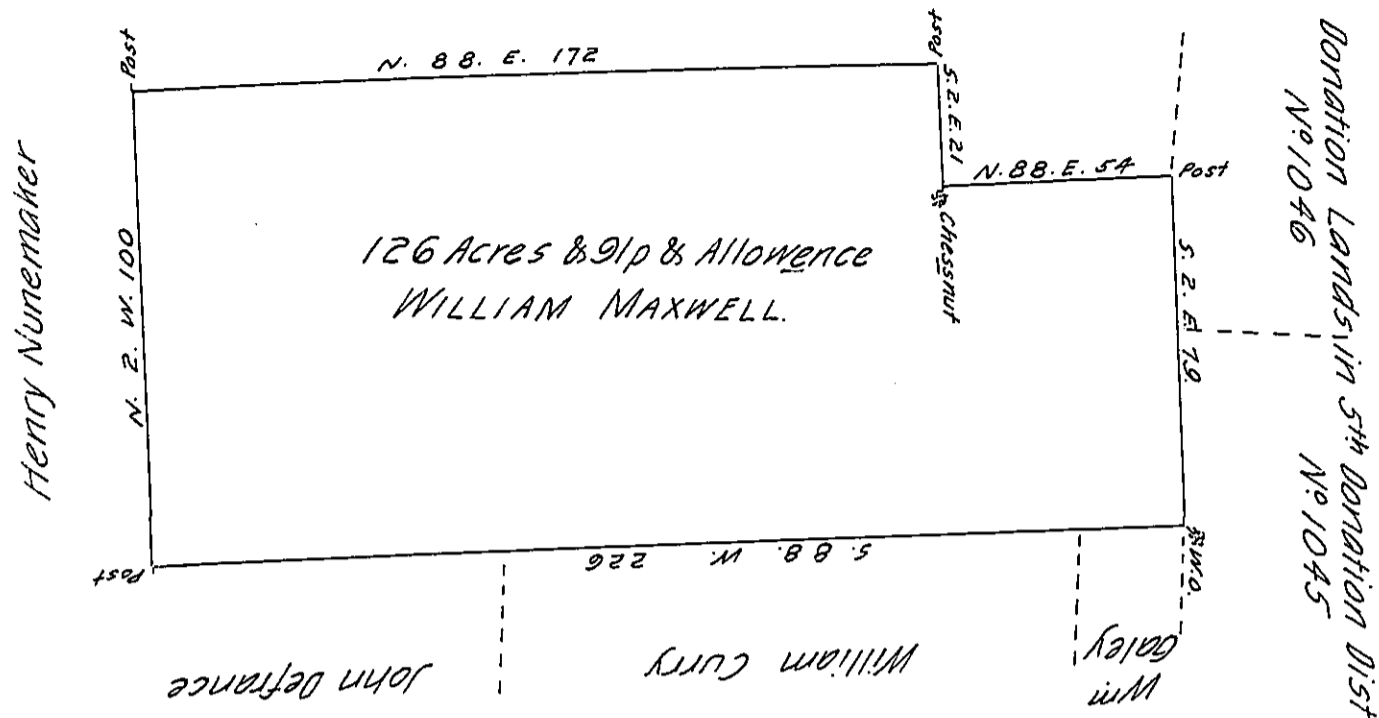 Post
N. 88. E. 172
Post
S. 2. E. 21
N. 88. E. 54
Post
Chessnut
S. 2. E. 79.
Donation Lands in 5th Donation Dist
Nº 1046
Nº 1045
Henry Nunemaker
N. 2. W. 100
126 Acres & 91p & Allowence
WILLIAM MAXWELL.
S. 88. W. 226
Post
W.O.
John Defrance
William Curry
Wm
Galey